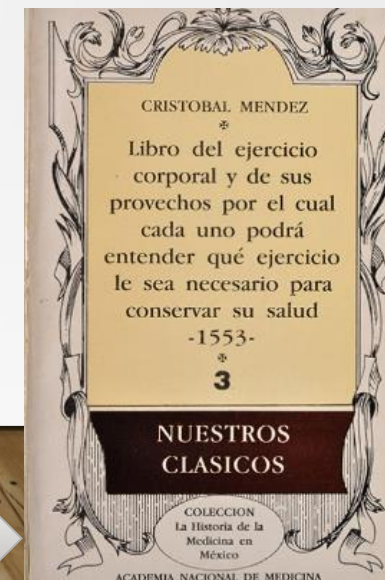 CRISTOBAL MENDEZ
Libro del ejercicio
corporal y de sus
provechos por el cual
cada uno podrá
entender qué ejercicio
le sea necesario para
conservar su salud
-1553-
3
NUESTROS
CLASICOS
COLECCION
La Historia de la
Medicina en
México
ACADEMIA NACIONAL DE MEDICINA